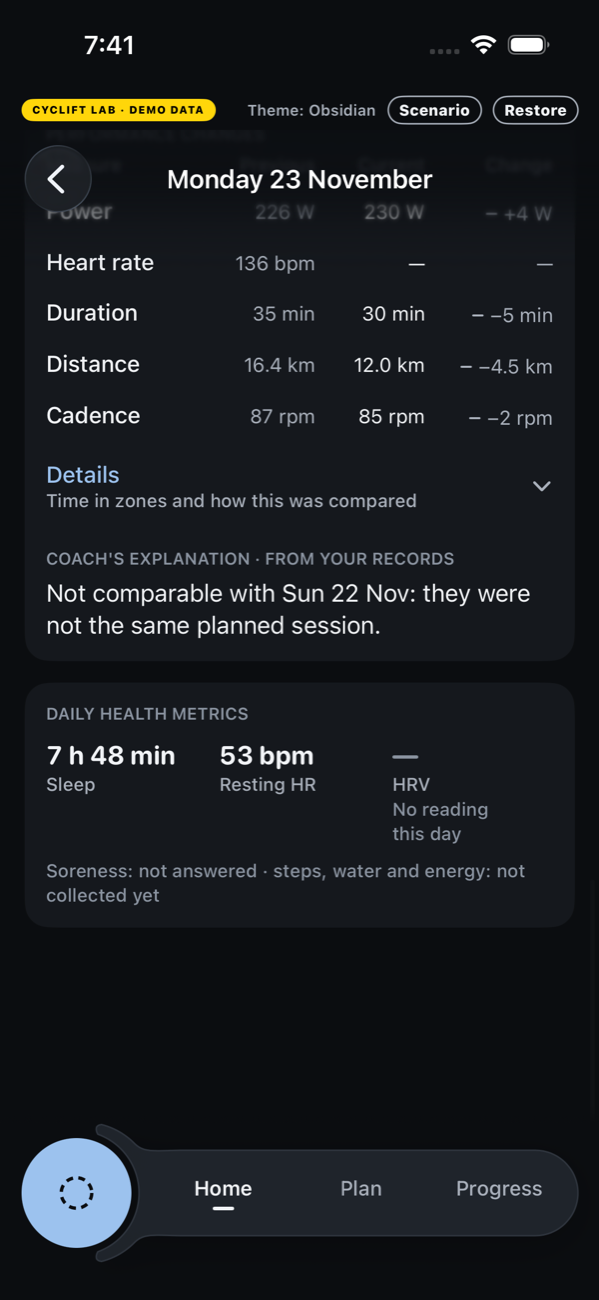 7:41
CYCLIFT LAB · DEMO DATA Theme: Obsidian Scenario Restore
Monday 23 November
Power 226 W 230 W — +4 W
Heart rate 136 bpm — —
Duration 35 min 30 min — −5 min
Distance 16.4 km 12.0 km — −4.5 km
Cadence 87 rpm 85 rpm — −2 rpm
Details
Time in zones and how this was compared
COACH'S EXPLANATION · FROM YOUR RECORDS
Not comparable with Sun 22 Nov: they were
not the same planned session.
DAILY HEALTH METRICS
7 h 48 min 53 bpm —
Sleep Resting HR HRV
No reading
this day
Soreness: not answered · steps, water and energy: not
collected yet
Home Plan Progress